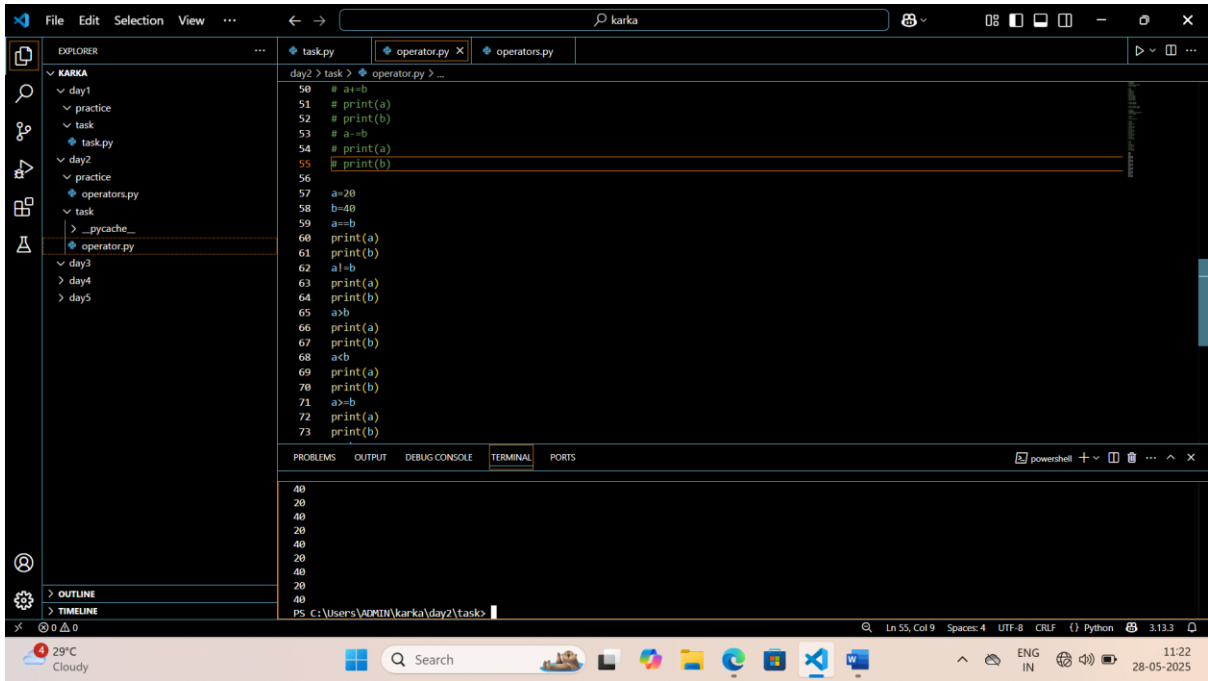 File Edit Selection View ··· ← → karka
EXPLORER ···
KARKA
day1
practice
task
task.py
day2
practice
operators.py
task
__pycache__
operator.py
day3
day4
day5
OUTLINE
TIMELINE
task.py operator.py × operators.py
day2 > task > operator.py > ...
50 # a+=b
51 # print(a)
52 # print(b)
53 # a-=b
54 # print(a)
55 # print(b)
56
57 a=20
58 b=40
59 a==b
60 print(a)
61 print(b)
62 a!=b
63 print(a)
64 print(b)
65 a>b
66 print(a)
67 print(b)
68 a<b
69 print(a)
70 print(b)
71 a>=b
72 print(a)
73 print(b)
PROBLEMS OUTPUT DEBUG CONSOLE TERMINAL PORTS powershell
40
20
40
20
40
20
40
20
40
PS C:\Users\ADMIN\karka\day2\task>
0 0 Ln 55, Col 9 Spaces: 4 UTF-8 CRLF {} Python 3.13.3
4
29°C
Cloudy
Search
ENG
IN
11:22
28-05-2025